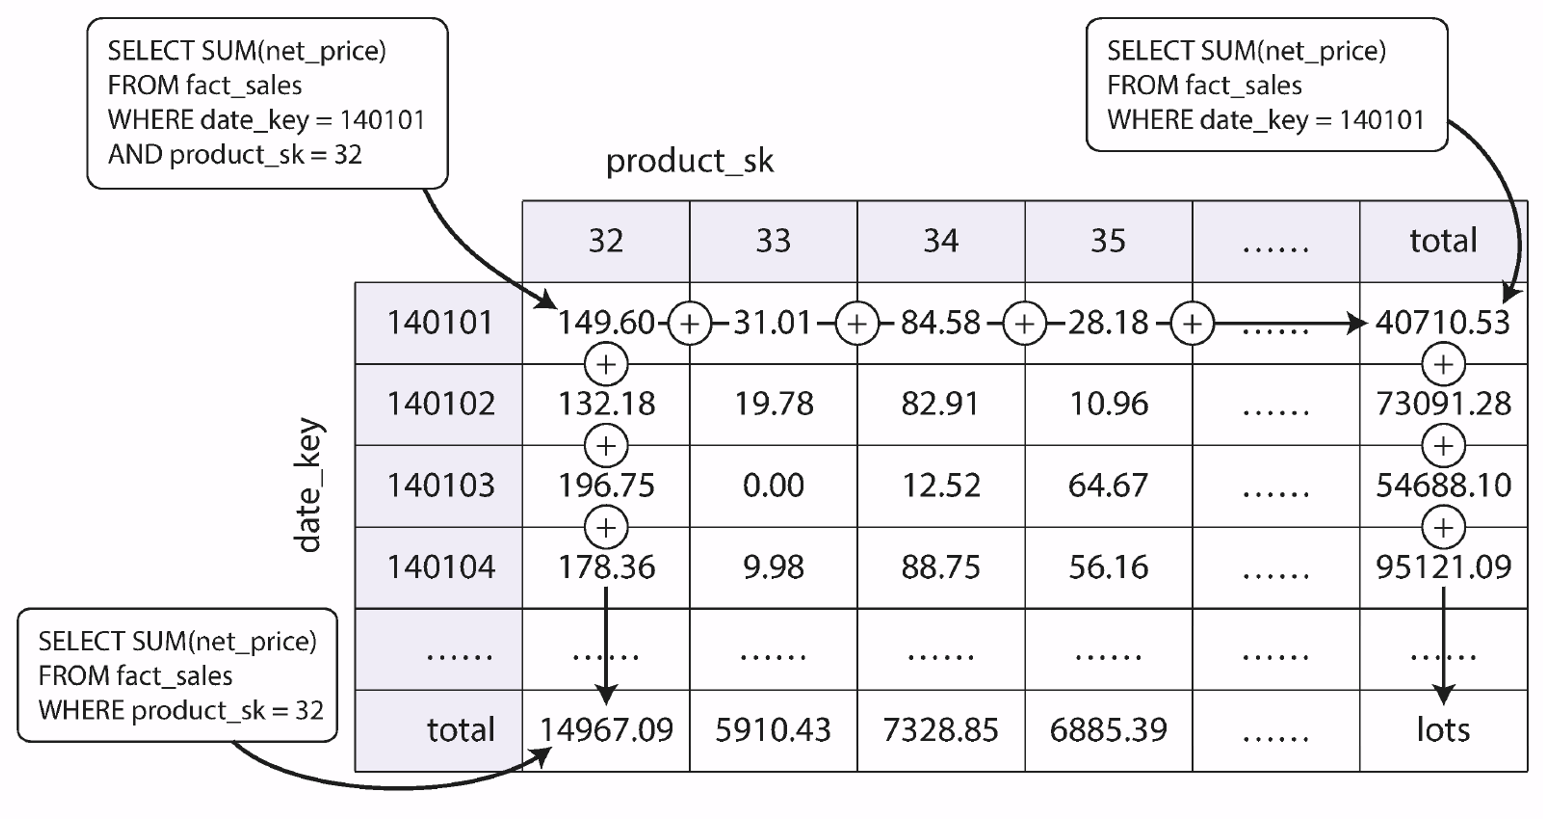 SELECT SUM(net_price)
FROM fact_sales
WHERE date_key = 140101
AND product_sk = 32
SELECT SUM(net_price)
FROM fact_sales
WHERE date_key = 140101
product_sk
32 33 34 35 ...... total
140101 149.60 + 31.01 + 84.58 + 28.18 + ...... 40710.53
+ +
140102 132.18 19.78 82.91 10.96 ...... 73091.28
+ +
140103 196.75 0.00 12.52 64.67 ...... 54688.10
+ +
140104 178.36 9.98 88.75 56.16 ...... 95121.09
...... ...... ...... ...... ...... ...... ......
total 14967.09 5910.43 7328.85 6885.39 ...... lots
date_key
SELECT SUM(net_price)
FROM fact_sales
WHERE product_sk = 32